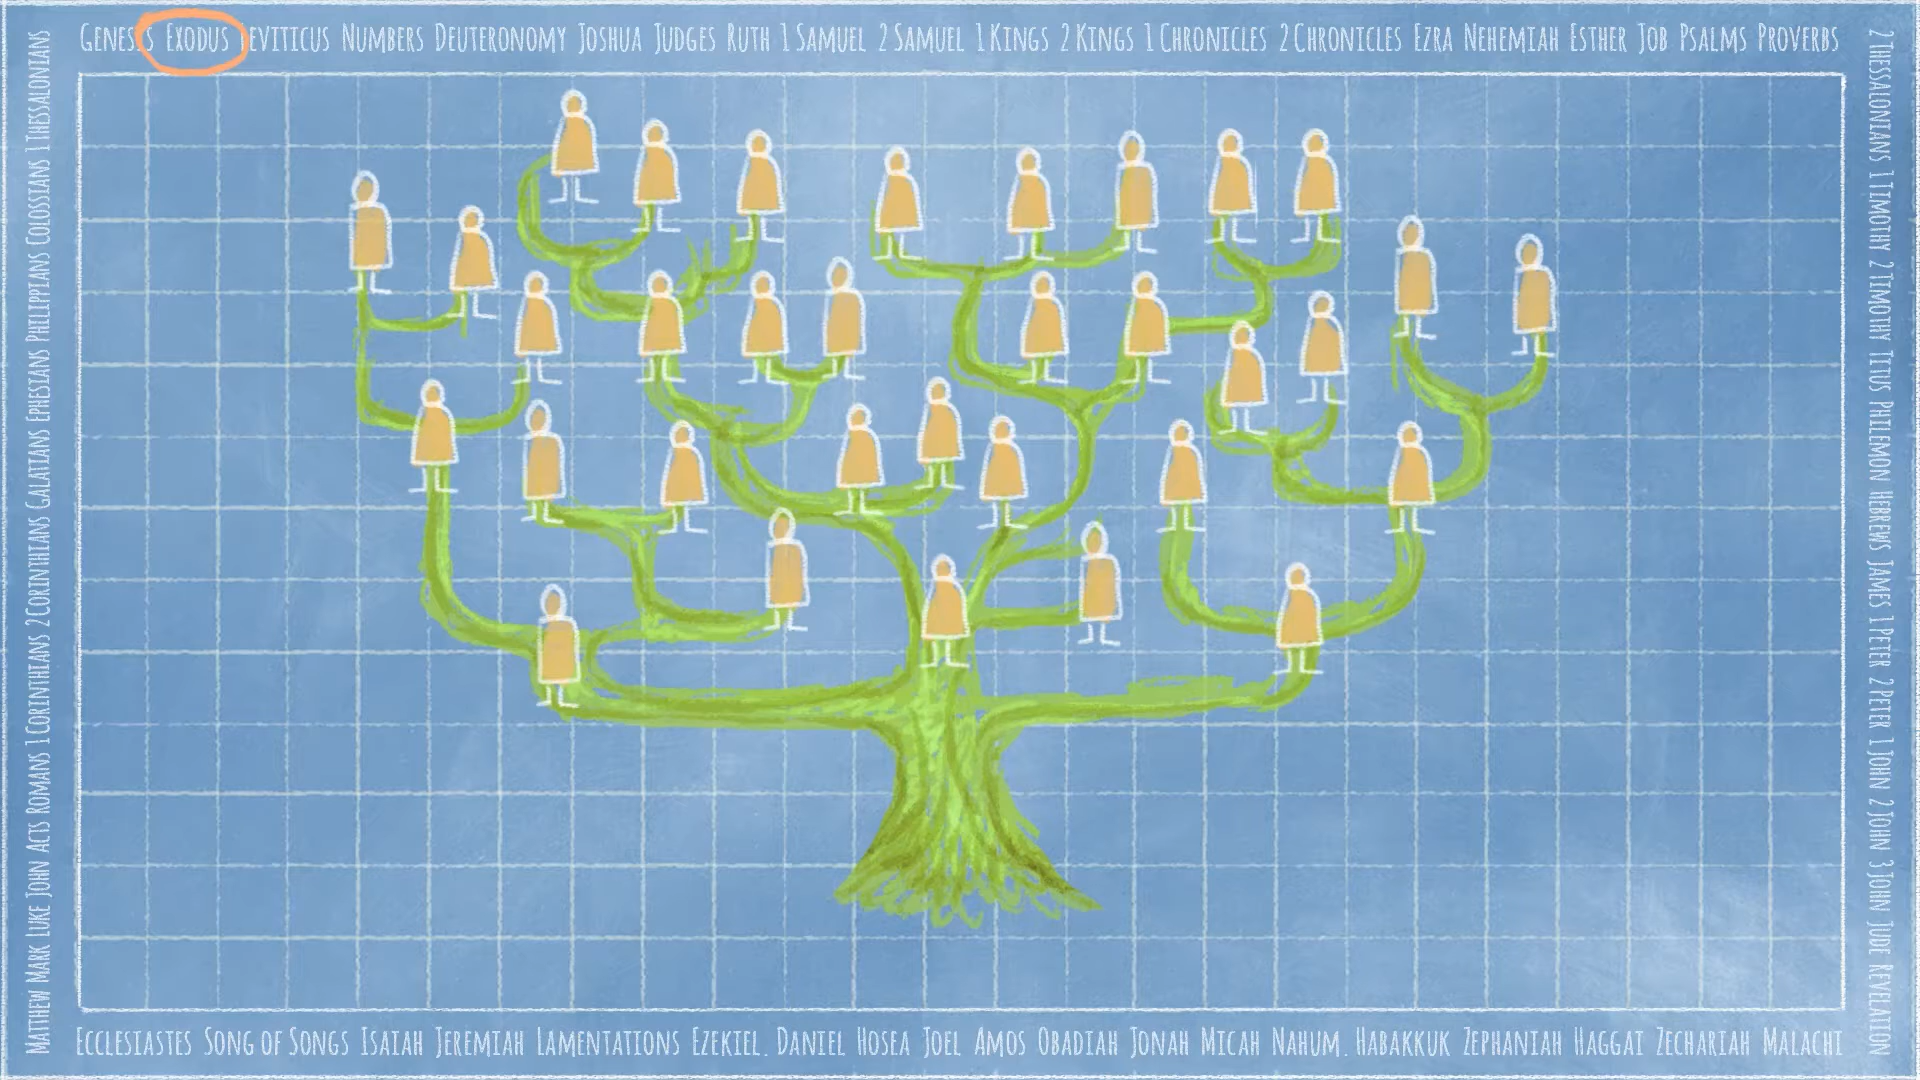 Genesis Exodus Leviticus Numbers Deuteronomy Joshua Judges Ruth 1 Samuel 2 Samuel 1 Kings 2 Kings 1 Chronicles 2 Chronicles Ezra Nehemiah Esther Job Psalms Proverbs
Ecclesiastes Song of Songs Isaiah Jeremiah Lamentations Ezekiel. Daniel Hosea Joel Amos Obadiah Jonah Micah Nahum. Habakkuk Zephaniah Haggai Zechariah Malachi
Matthew Mark Luke John Acts Romans 1 Corinthians 2 Corinthians Galatians Ephesians Philippians Colossians 1 Thessalonians
2 Thessalonians 1 Timothy 2 Timothy Titus Philemon Hebrews James 1 Peter 2 Peter 1 John 2 John 3 John Jude Revelation